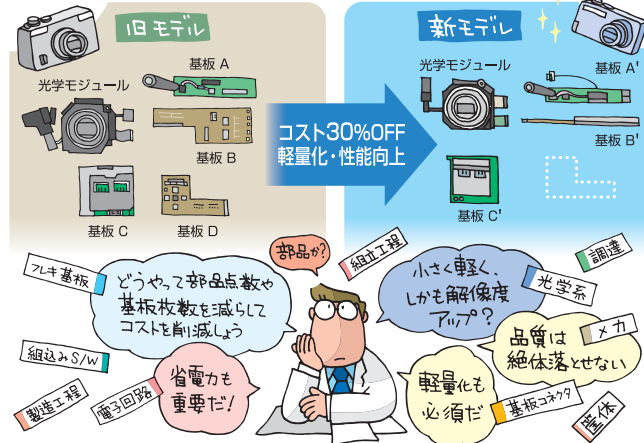 旧モデル
新モデル
基板 A
光学モジュール
基板 B
基板 C
基板 D
コスト30%OFF
軽量化・性能向上
光学モジュール
基板 A'
基板 B'
基板 C'
部品か?
組立工程
調達
フレキ基板
どうやって部品点数や
基板枚数を減らして
コストを削減しよう
小さく軽く、
しかも解像度
アップ?
光学系
メカ
品質は
絶体落とせない
組込みS/W
省電力も
重要だ!
軽量化も
必須だ
製造工程
電子回路
基板コネクタ
筐体